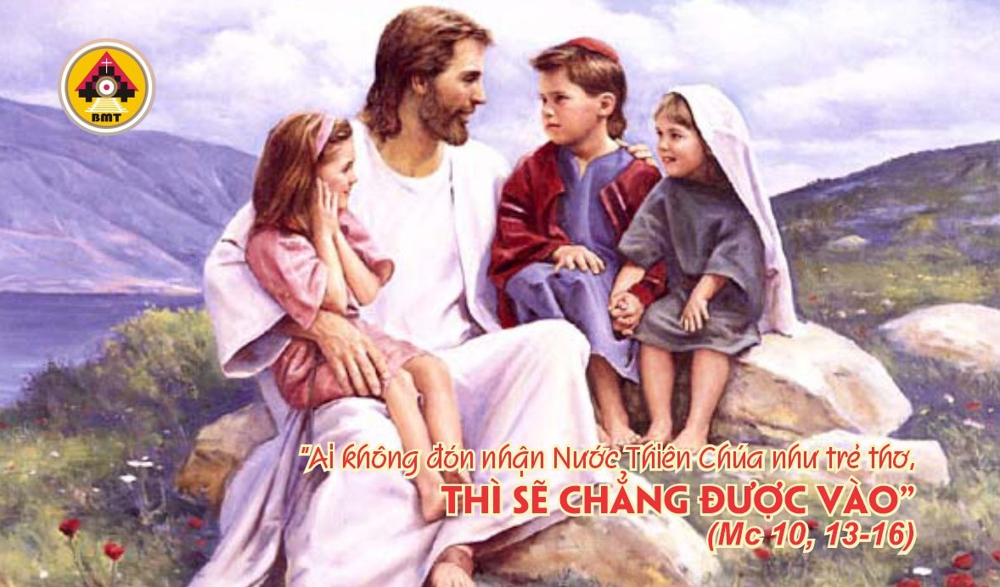 BMT
“Ai không đón nhận Nước Thiên Chúa như trẻ thơ,
THÌ SẼ CHẲNG ĐƯỢC VÀO”
(Mc 10, 13-16)